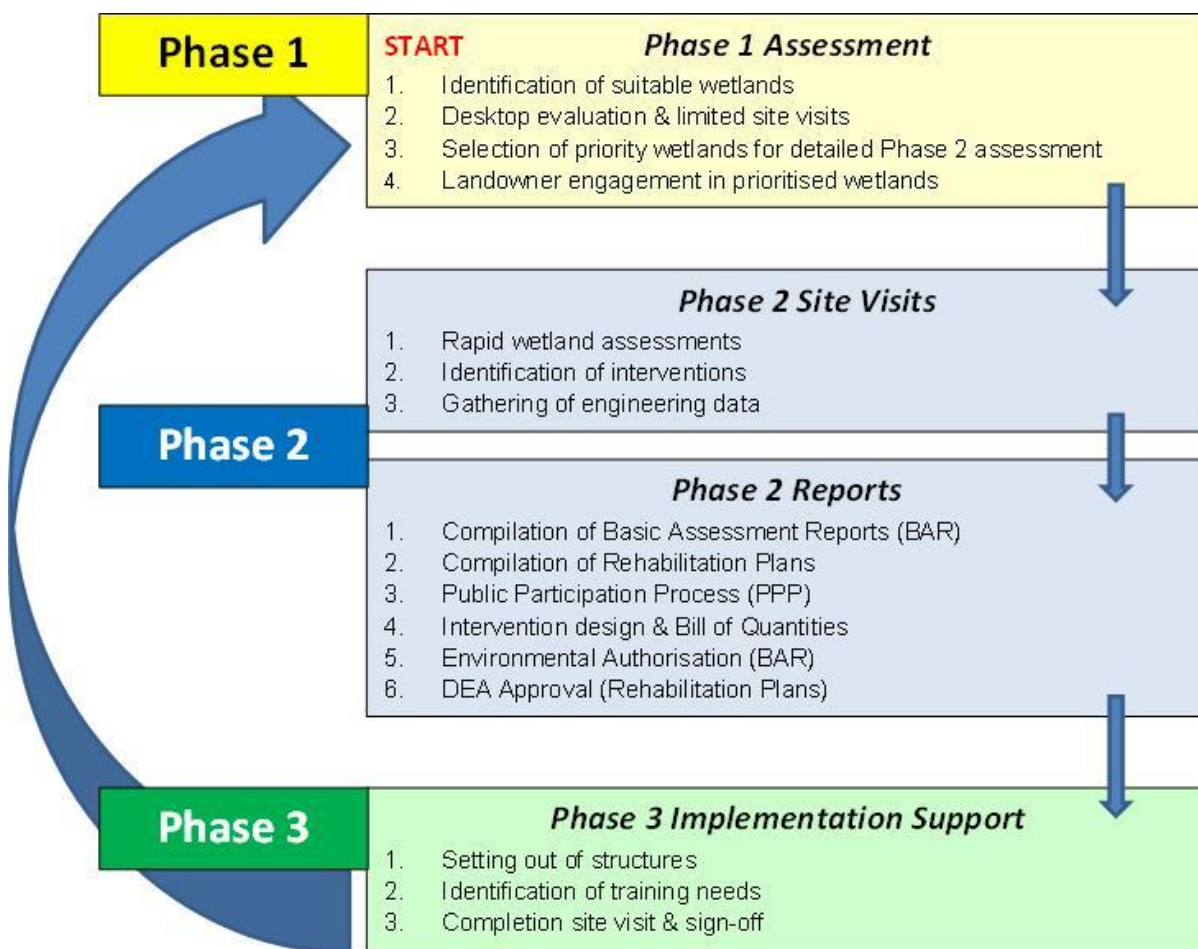 Phase 1
START
Phase 1 Assessment
1. Identification of suitable wetlands
2. Desktop evaluation & limited site visits
3. Selection of priority wetlands for detailed Phase 2 assessment
4. Landowner engagement in prioritised wetlands
Phase 2
Phase 2 Site Visits
1. Rapid wetland assessments
2. Identification of interventions
3. Gathering of engineering data
Phase 2 Reports
1. Compilation of Basic Assessment Reports (BAR)
2. Compilation of Rehabilitation Plans
3. Public Participation Process (PPP)
4. Intervention design & Bill of Quantities
5. Environmental Authorisation (BAR)
6. DEA Approval (Rehabilitation Plans)
Phase 3
Phase 3 Implementation Support
1. Setting out of structures
2. Identification of training needs
3. Completion site visit & sign-off